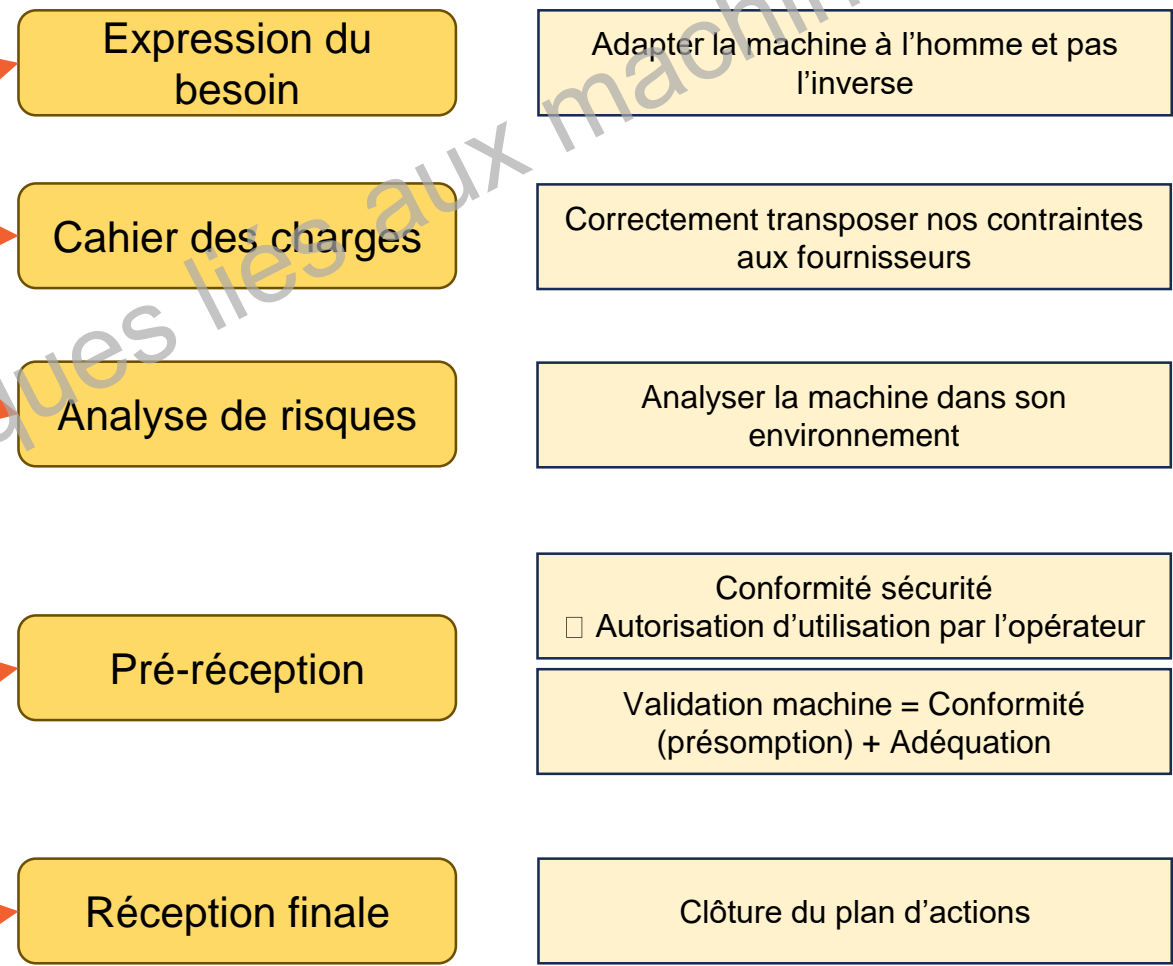 Expression du
besoin
Adapter la machine à l’homme et pas
l’inverse
Cahier des charges
Correctement transposer nos contraintes
aux fournisseurs
Analyse de risques
Analyser la machine dans son
environnement
Pré-réception
Conformité sécurité
□ Autorisation d’utilisation par l’opérateur
Validation machine = Conformité
(présomption) + Adéquation
Réception finale
Clôture du plan d’actions
liés aux